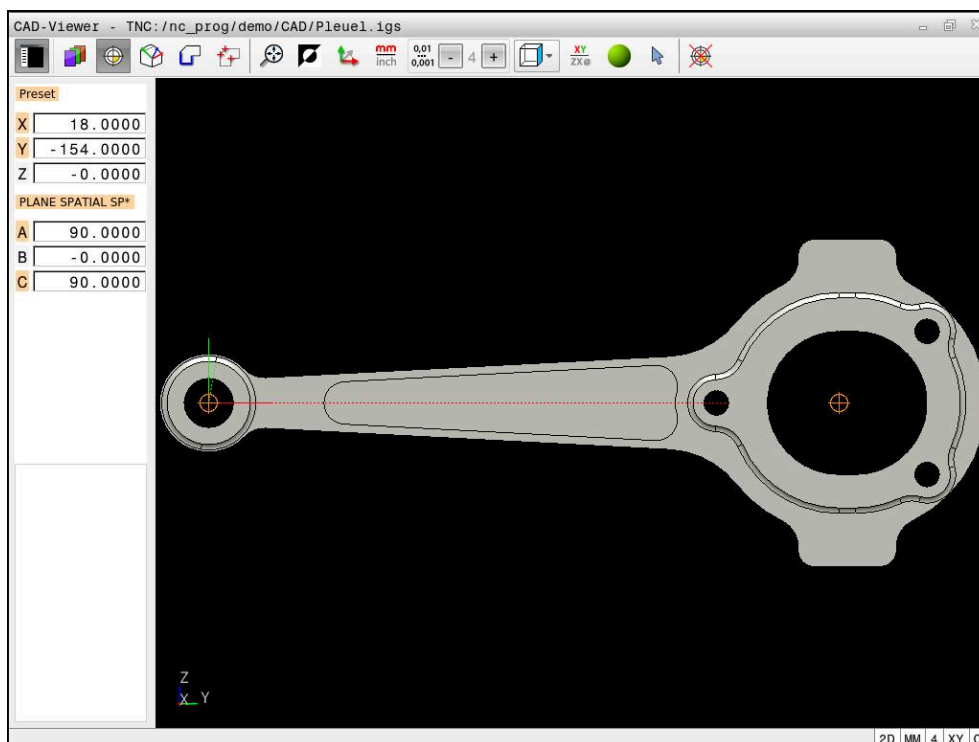 CAD-Viewer - TNC:/nc_prog/demo/CAD/Pleuel.igs
mm
inch
0,01
0,001
- 4 +
XY
ZX
Preset
X 18.0000
Y -154.0000
Z -0.0000
PLANE SPATIAL SP*
A 90.0000
B -0.0000
C 90.0000
Z
X Y
2D MM 4 XY